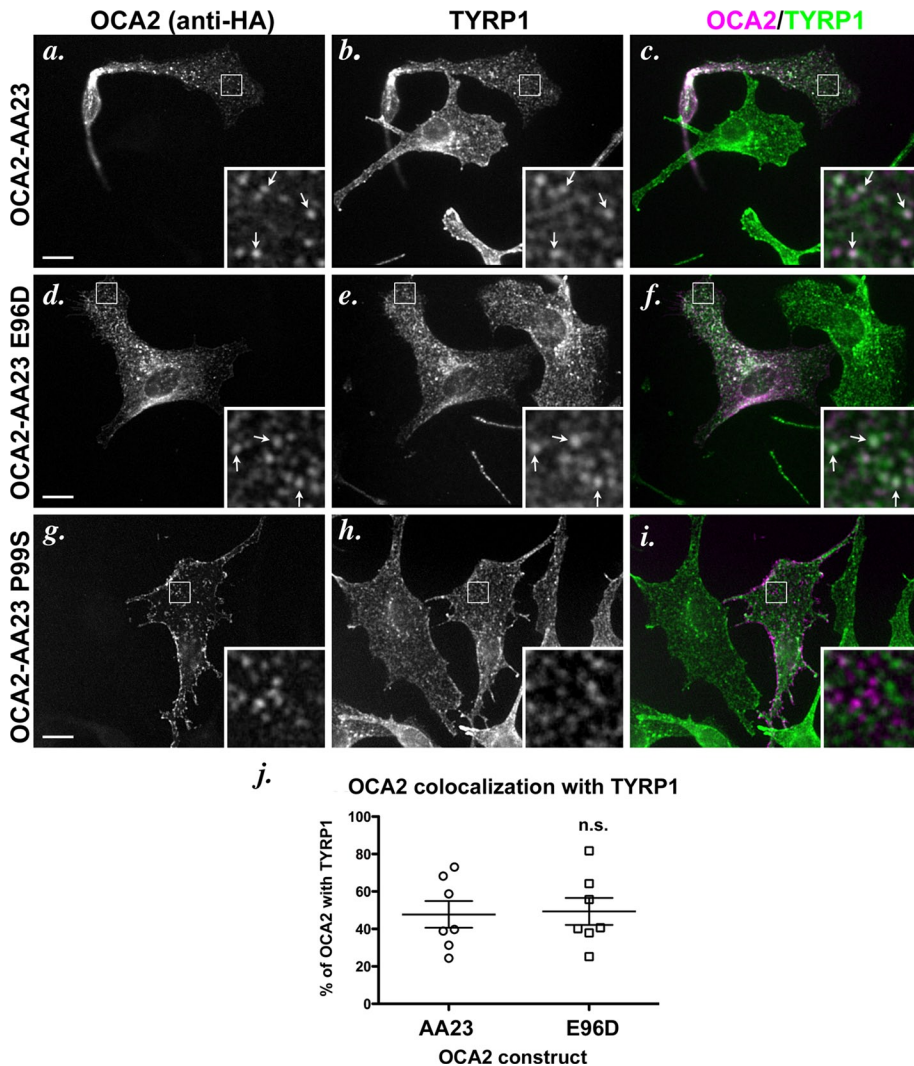 OCA2 (anti-HA) TYRP1 OCA2/TYRP1
OCA2-AA23
a. b. c.
OCA2-AA23 E96D
d. e. f.
OCA2-AA23 P99S
g. h. i.
j.
OCA2 colocalization with TYRP1
% of OCA2 with TYRP1
100
80
60
40
20
0
n.s.
AA23 E96D
OCA2 construct